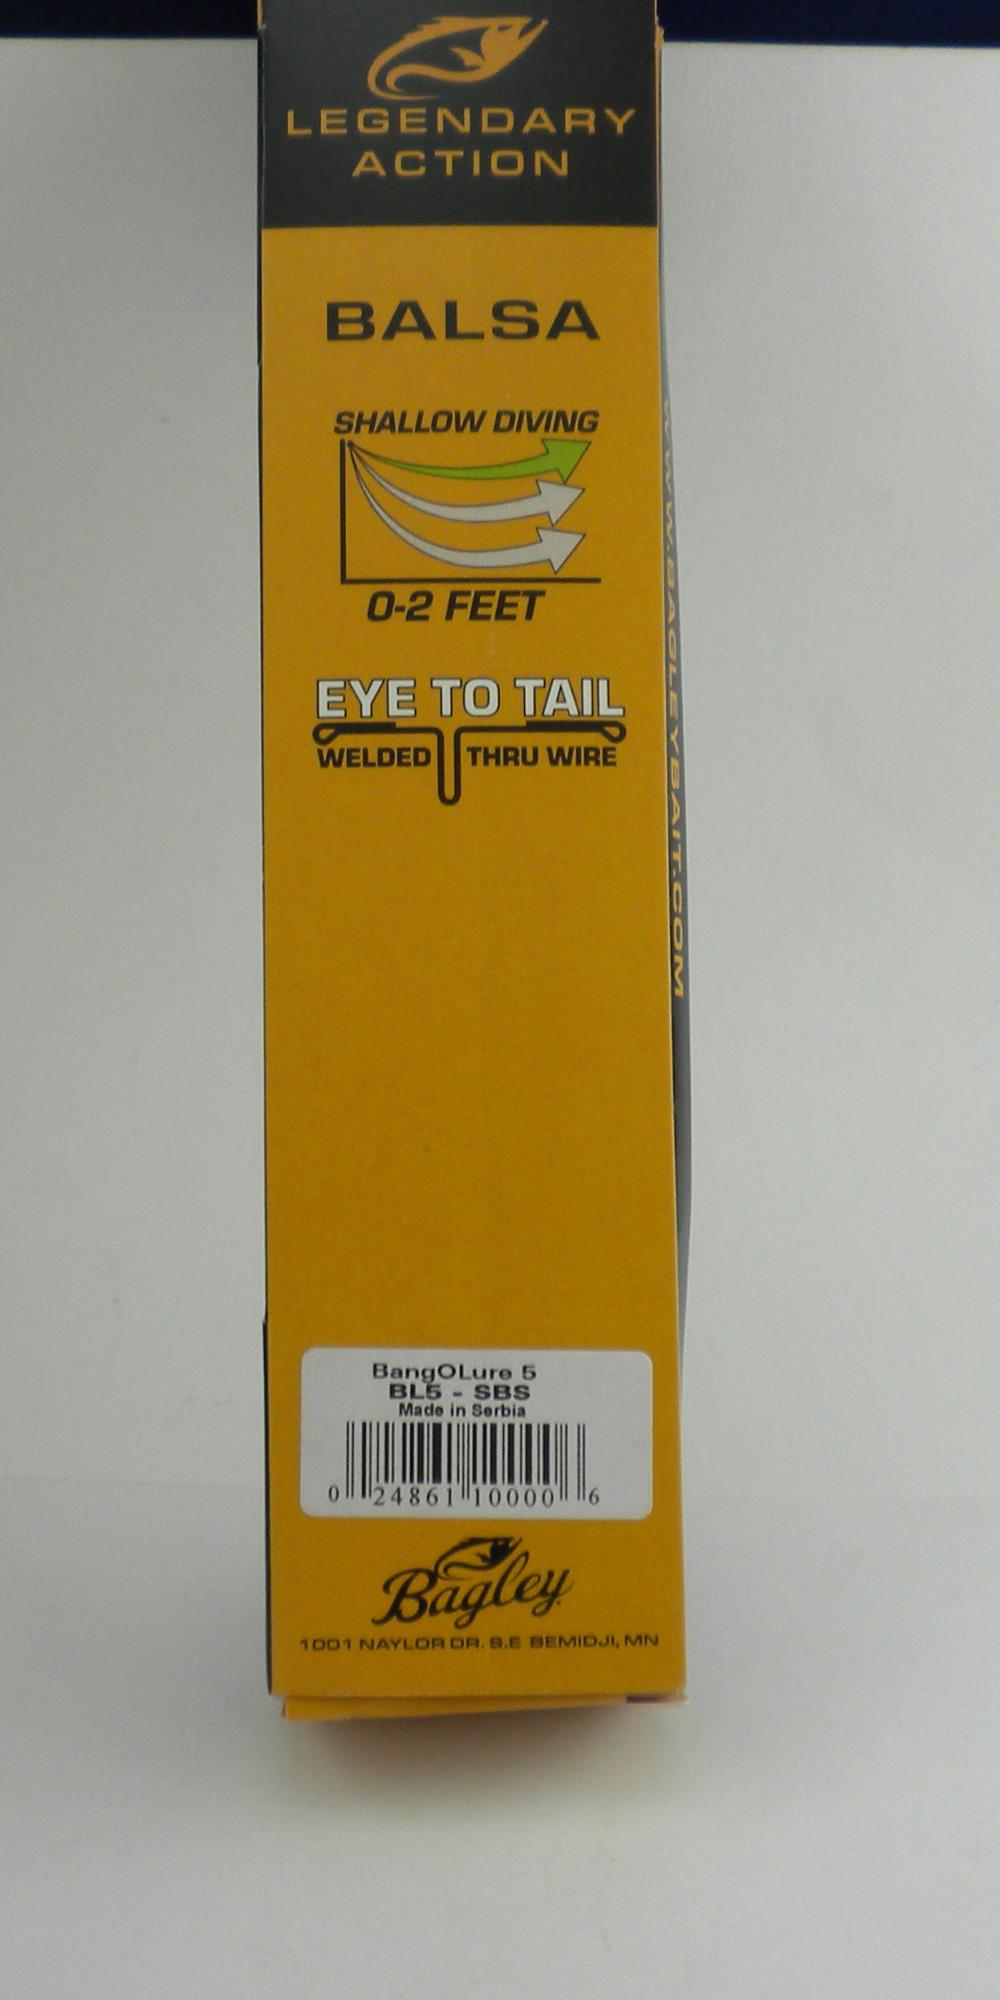 LEGENDARY
ACTION
BALSA
SHALLOW DIVING
0-2 FEET
EYE TO TAIL
WELDED THRU WIRE
WWW.BAGLEYBAIT.COM
BangOLure 5
BL5 - SBS
Made in Serbia
0 24861 10000 6
Bagley
1001 NAYLOR DR. S.E BEMIDJI, MN